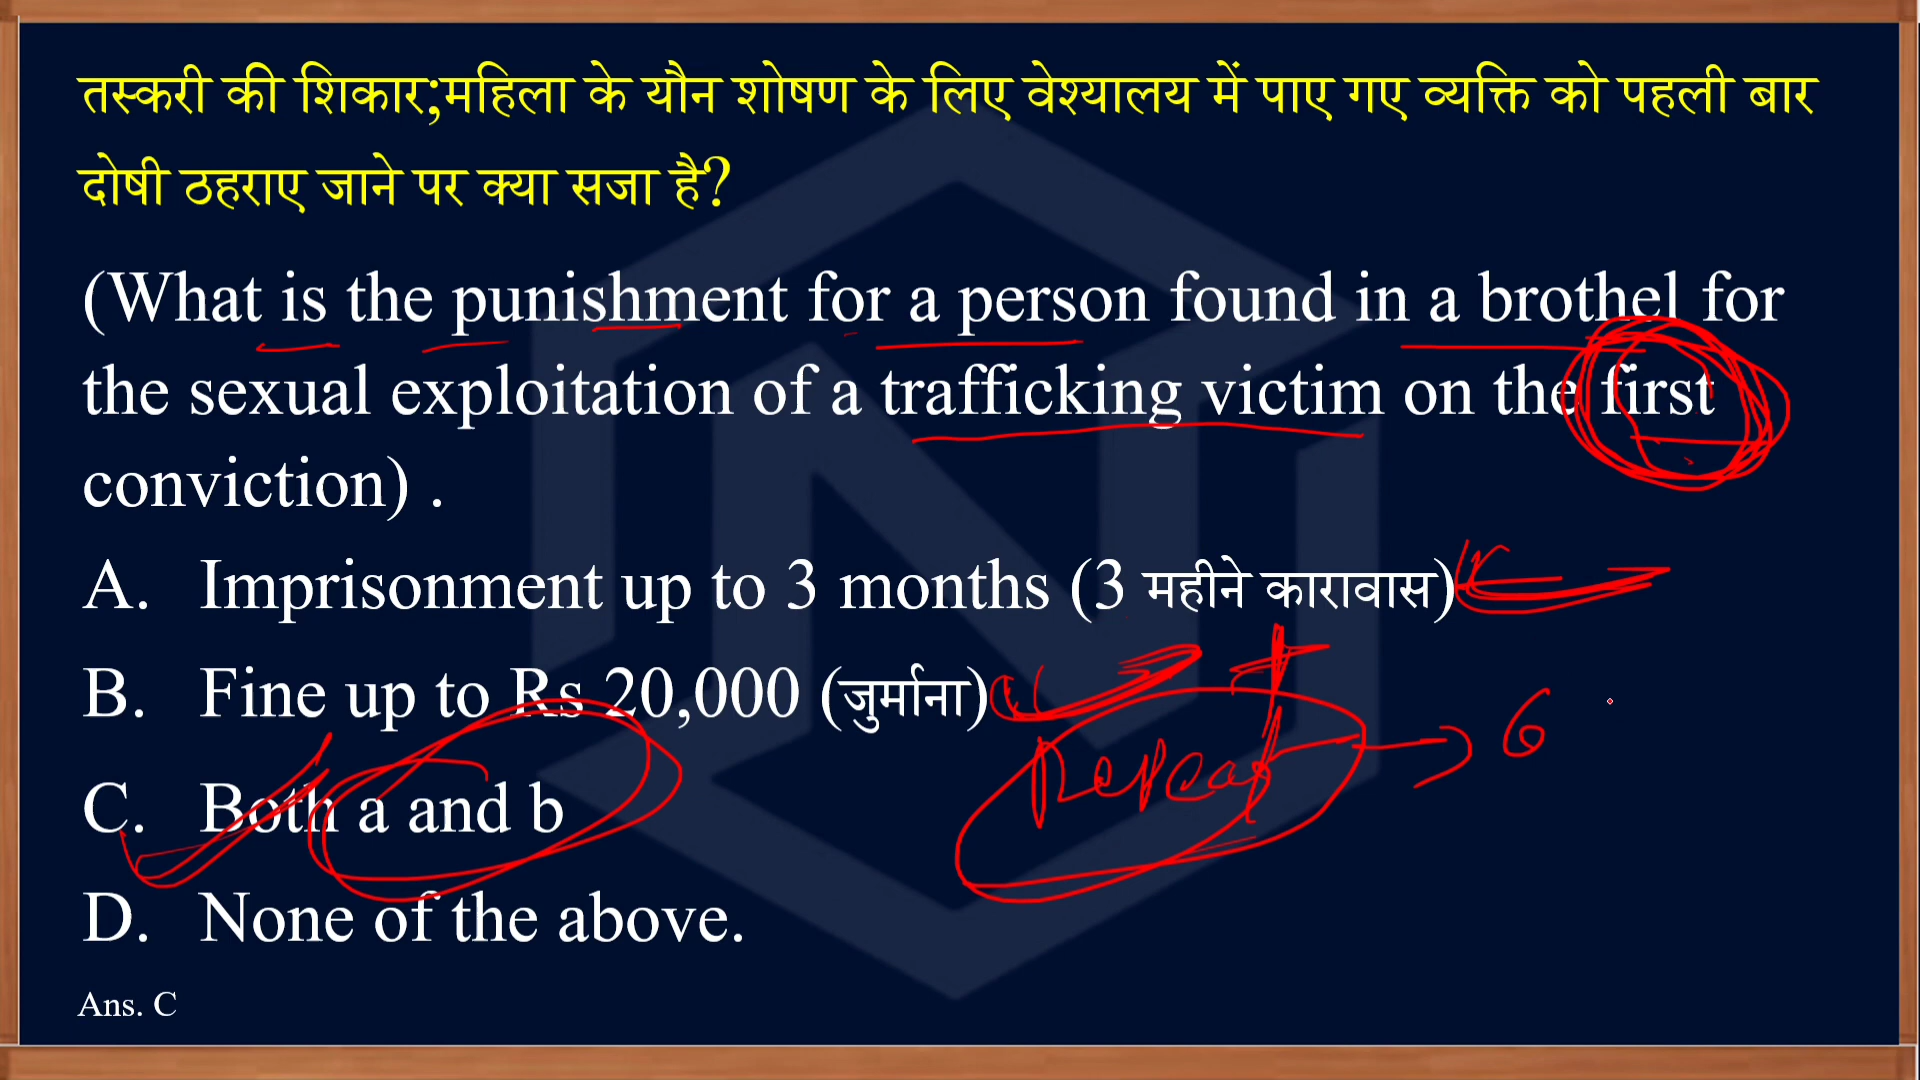 तस्करी की शिकार;महिला के यौन शोषण के लिए वेश्यालय में पाए गए व्यक्ति को पहली बार
दोषी ठहराए जाने पर क्या सजा है?
(What is the punishment for a person found in a brothel for
the sexual exploitation of a trafficking victim on the first
conviction) .
A. Imprisonment up to 3 months (3 महीने कारावास)
B. Fine up to Rs 20,000 (जुर्माना)
Repeat → 6
C. Both a and b
D. None of the above.
Ans. C